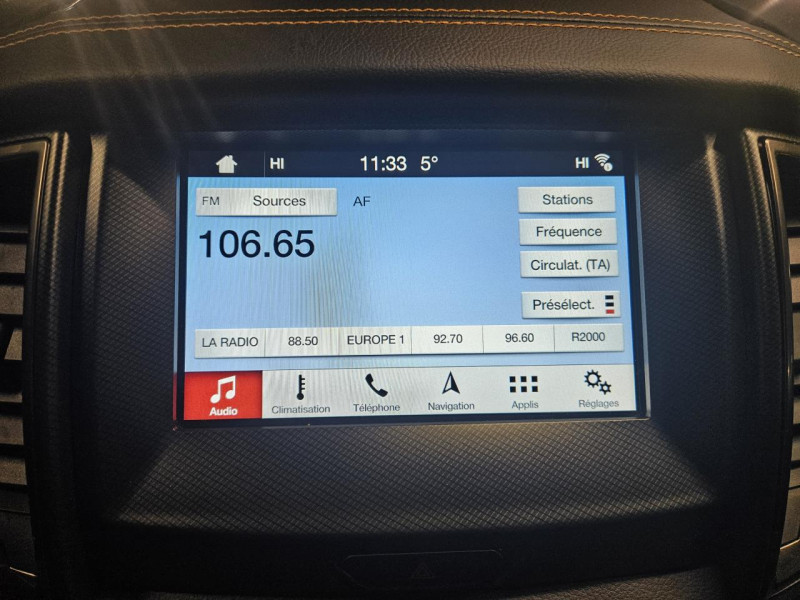 HI 11:33 5° HI
FM Sources AF Stations
106.65 Fréquence
Circulat. (TA)
Présélect.
LA RADIO 88.50 EUROPE 1 92.70 96.60 R2000
Audio Climatisation Téléphone Navigation Applis Réglages